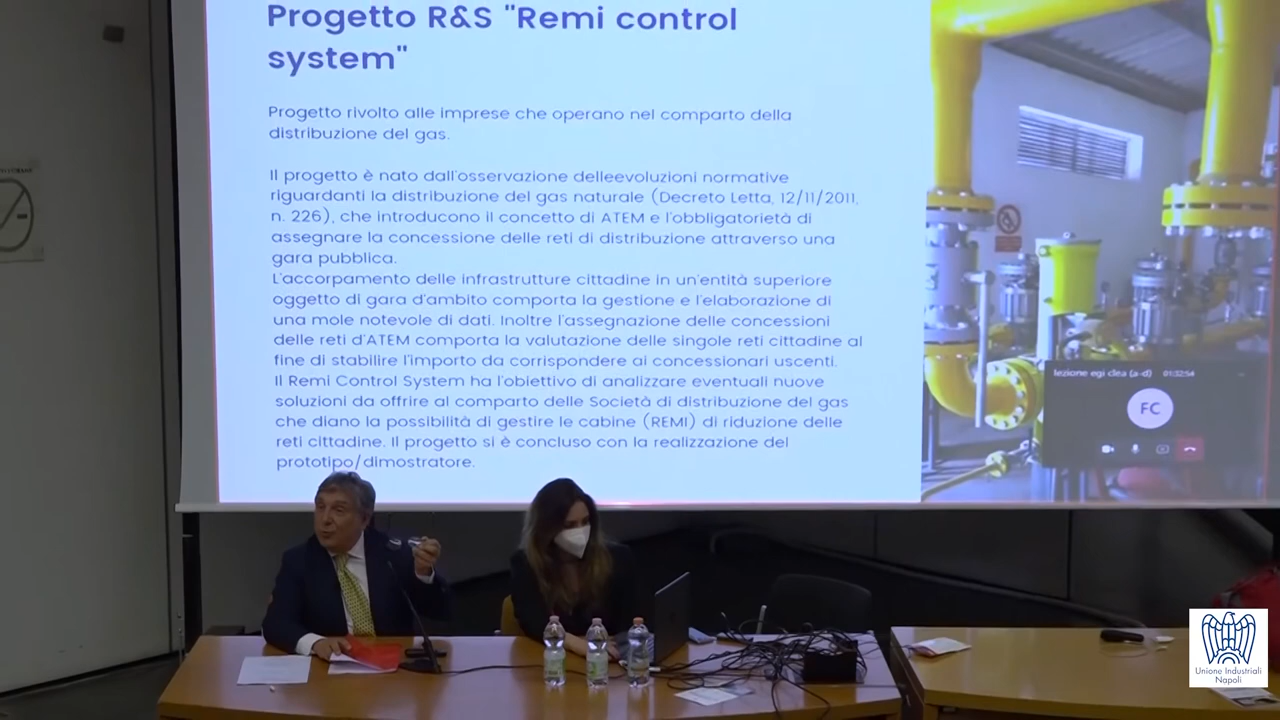 Progetto R&S "Remi control
system"
Progetto rivolto alle imprese che operano nel comparto della
distribuzione del gas.
Il progetto è nato dall'osservazione delleevoluzioni normative
riguardanti la distribuzione del gas naturale (Decreto Letta, 12/11/2011,
n. 226), che introducono il concetto di ATEM e l'obbligatorietà di
assegnare la concessione delle reti di distribuzione attraverso una
gara pubblica.
L'accorpamento delle infrastrutture cittadine in un'entità superiore
oggetto di gara d'ambito comporta la gestione e l'elaborazione di
una mole notevole di dati. Inoltre l'assegnazione delle concessioni
delle reti d'ATEM comporta la valutazione delle singole reti cittadine al
fine di stabilire l'importo da corrispondere ai concessionari uscenti.
Il Remi Control System ha l'obiettivo di analizzare eventuali nuove
soluzioni da offrire al comparto delle Società di distribuzione del gas
che diano la possibilità di gestire le cabine (REMI) di riduzione delle
reti cittadine. Il progetto si è concluso con la realizzazione del
prototipo/dimostratore.
lezione egi clea (a-d) 01:32:54
FC
Unione Industriali
Napoli